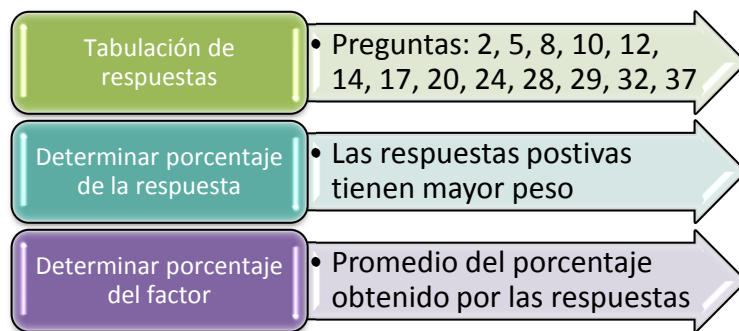 Tabulación de
respuestas
• Preguntas: 2, 5, 8, 10, 12,
14, 17, 20, 24, 28, 29, 32, 37
Determinar porcentaje
de la respuesta
• Las respuestas postivas
tienen mayor peso
Determinar porcentaje
del factor
• Promedio del porcentaje
obtenido por las respuestas